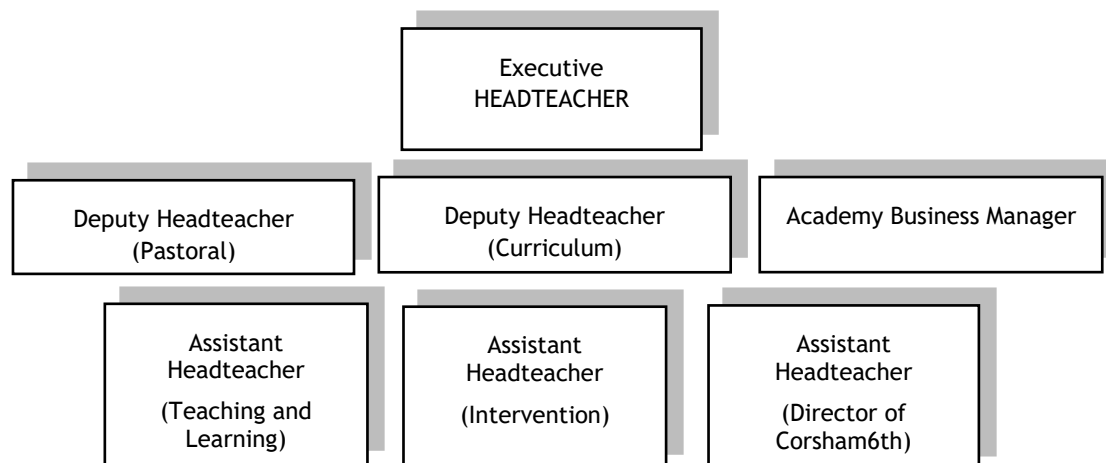 Executive
HEADTEACHER
Deputy Headteacher
(Pastoral)
Deputy Headteacher
(Curriculum)
Academy Business Manager
Assistant
Headteacher
(Teaching and
Learning)
Assistant
Headteacher
(Intervention)
Assistant
Headteacher
(Director of
Corsham6th)